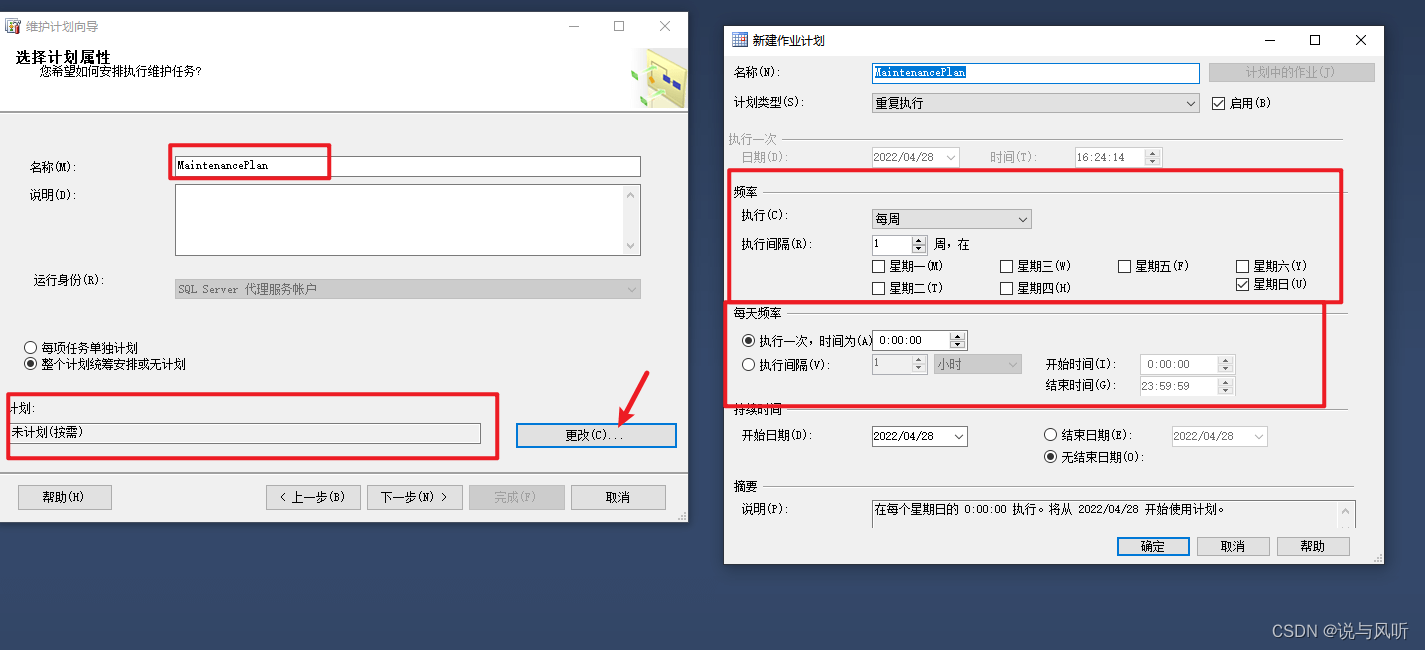 维护计划向导
选择计划属性
您希望如何安排执行维护任务?
名称(M):
MaintenancePlan
说明(D):
运行身份(R):
SQL Server 代理服务帐户
每项任务单独计划
整个计划统筹安排或无计划
计划:
未计划(按需)
更改(C)...
帮助(H)
< 上一步(B)
下一步(N) >
完成(F)
取消
新建作业计划
名称(N):
MaintenancePlan
计划中的作业(J)
计划类型(S):
重复执行
启用(B)
执行一次
日期(D):
2022/04/28
时间(T):
16:24:14
频率
执行(C):
每周
执行间隔(R):
1
周，在
星期一(M)
星期三(W)
星期五(F)
星期六(Y)
星期二(T)
星期四(H)
星期日(U)
每天频率
执行一次，时间为(A)
0:00:00
执行间隔(V):
1
小时
开始时间(I):
0:00:00
结束时间(G):
23:59:59
持续时间
开始日期(D):
2022/04/28
结束日期(E):
2022/04/28
无结束日期(O):
摘要
说明(P):
在每个星期日的 0:00:00 执行。将从 2022/04/28 开始使用计划。
确定
取消
帮助
CSDN @说与风听